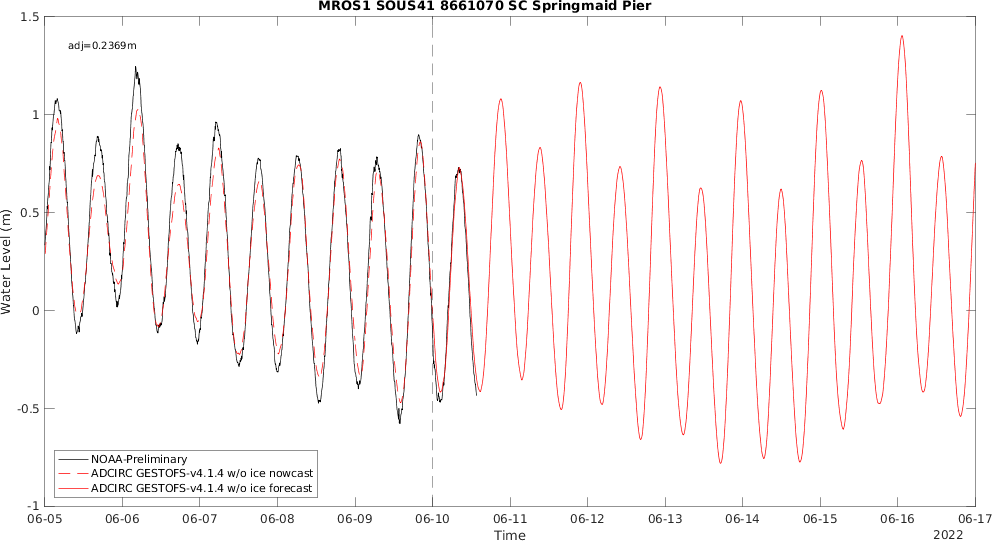 MROS1 SOUS41 8661070 SC Springmaid Pier
adj=0.2369m
1.5
1
0.5
0
-0.5
-1
Water Level (m)
NOAA-Preliminary
ADCIRC GESTOFS-v4.1.4 w/o ice nowcast
ADCIRC GESTOFS-v4.1.4 w/o ice forecast
06-05 06-06 06-07 06-08 06-09 06-10 06-11 06-12 06-13 06-14 06-15 06-16 06-17
Time
2022